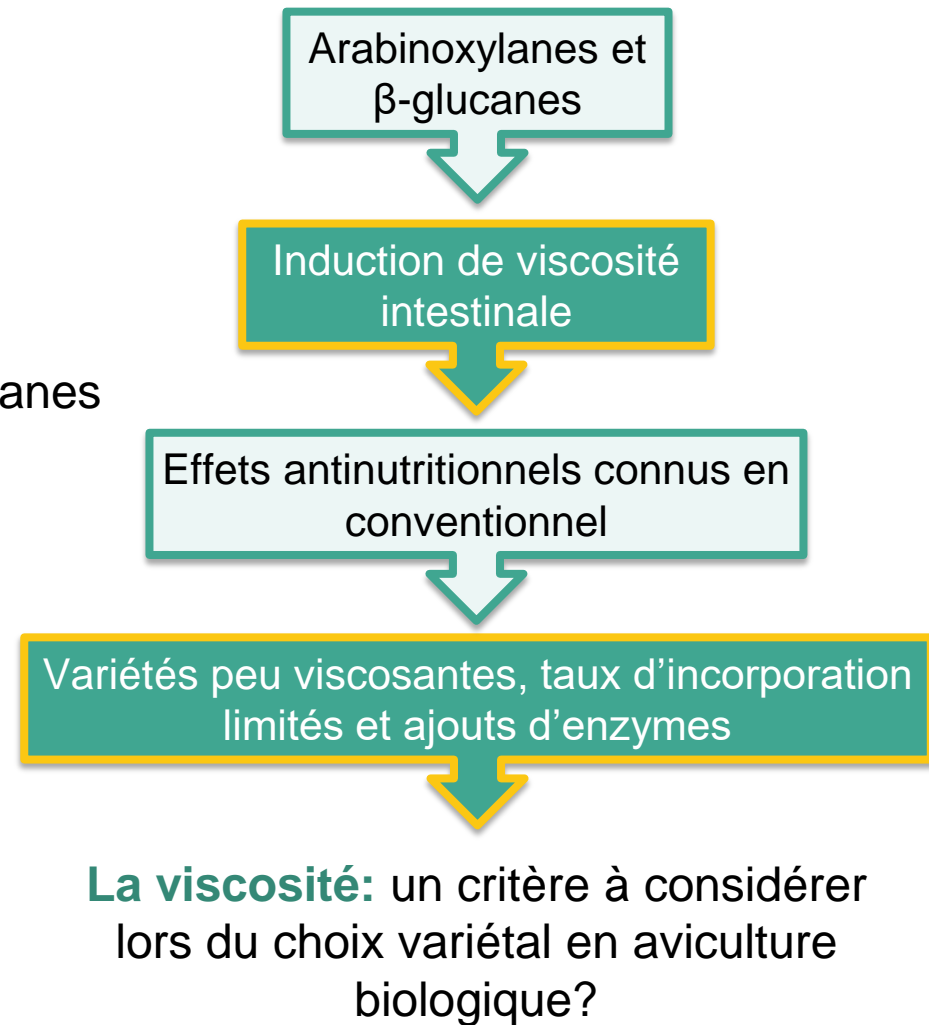 Arabinoxylanes et
β-glucanes
Induction de viscosité
intestinale
anes
Effets antinutritionnels connus en
conventionnel
Variétés peu viscosantes, taux d’incorporation
limités et ajouts d’enzymes
La viscosité: un critère à considérer
lors du choix variétal en aviculture
biologique?